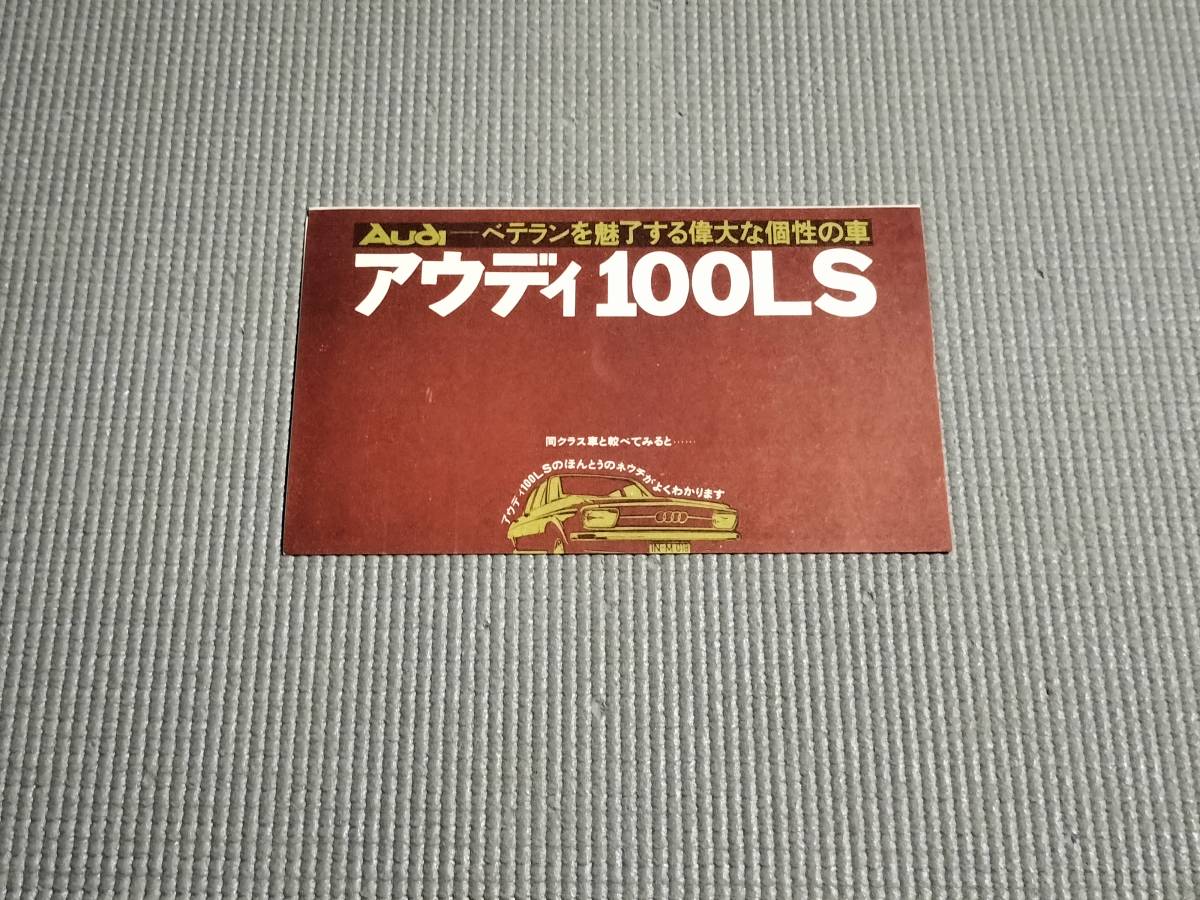 Audi—ベテランを魅了する偉大な個性の車
アウディ100LS
同クラス車と較べてみると……
アウディ100LSのほんとうのネウチがよくわかります